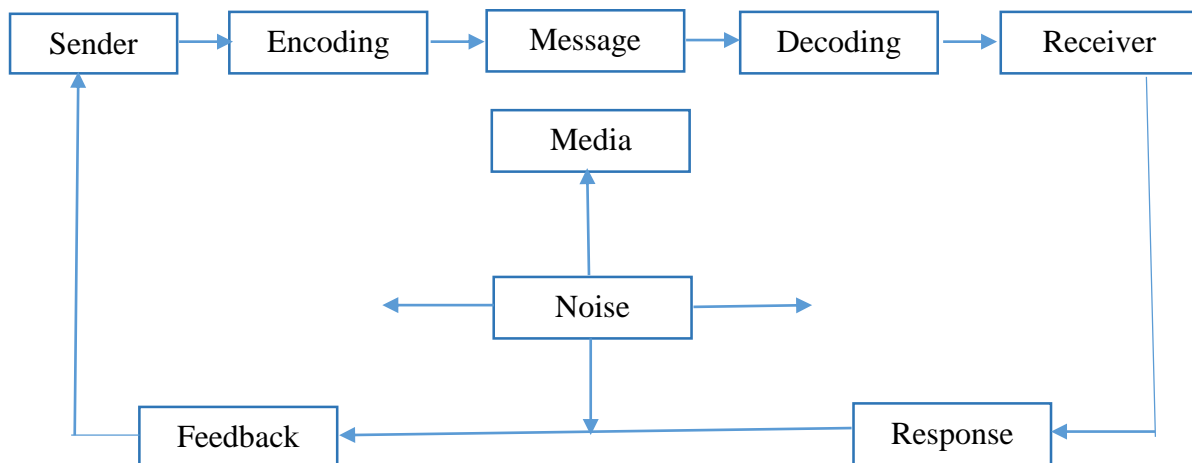 Sender
Encoding
Message
Decoding
Receiver
Media
Noise
Feedback
Response